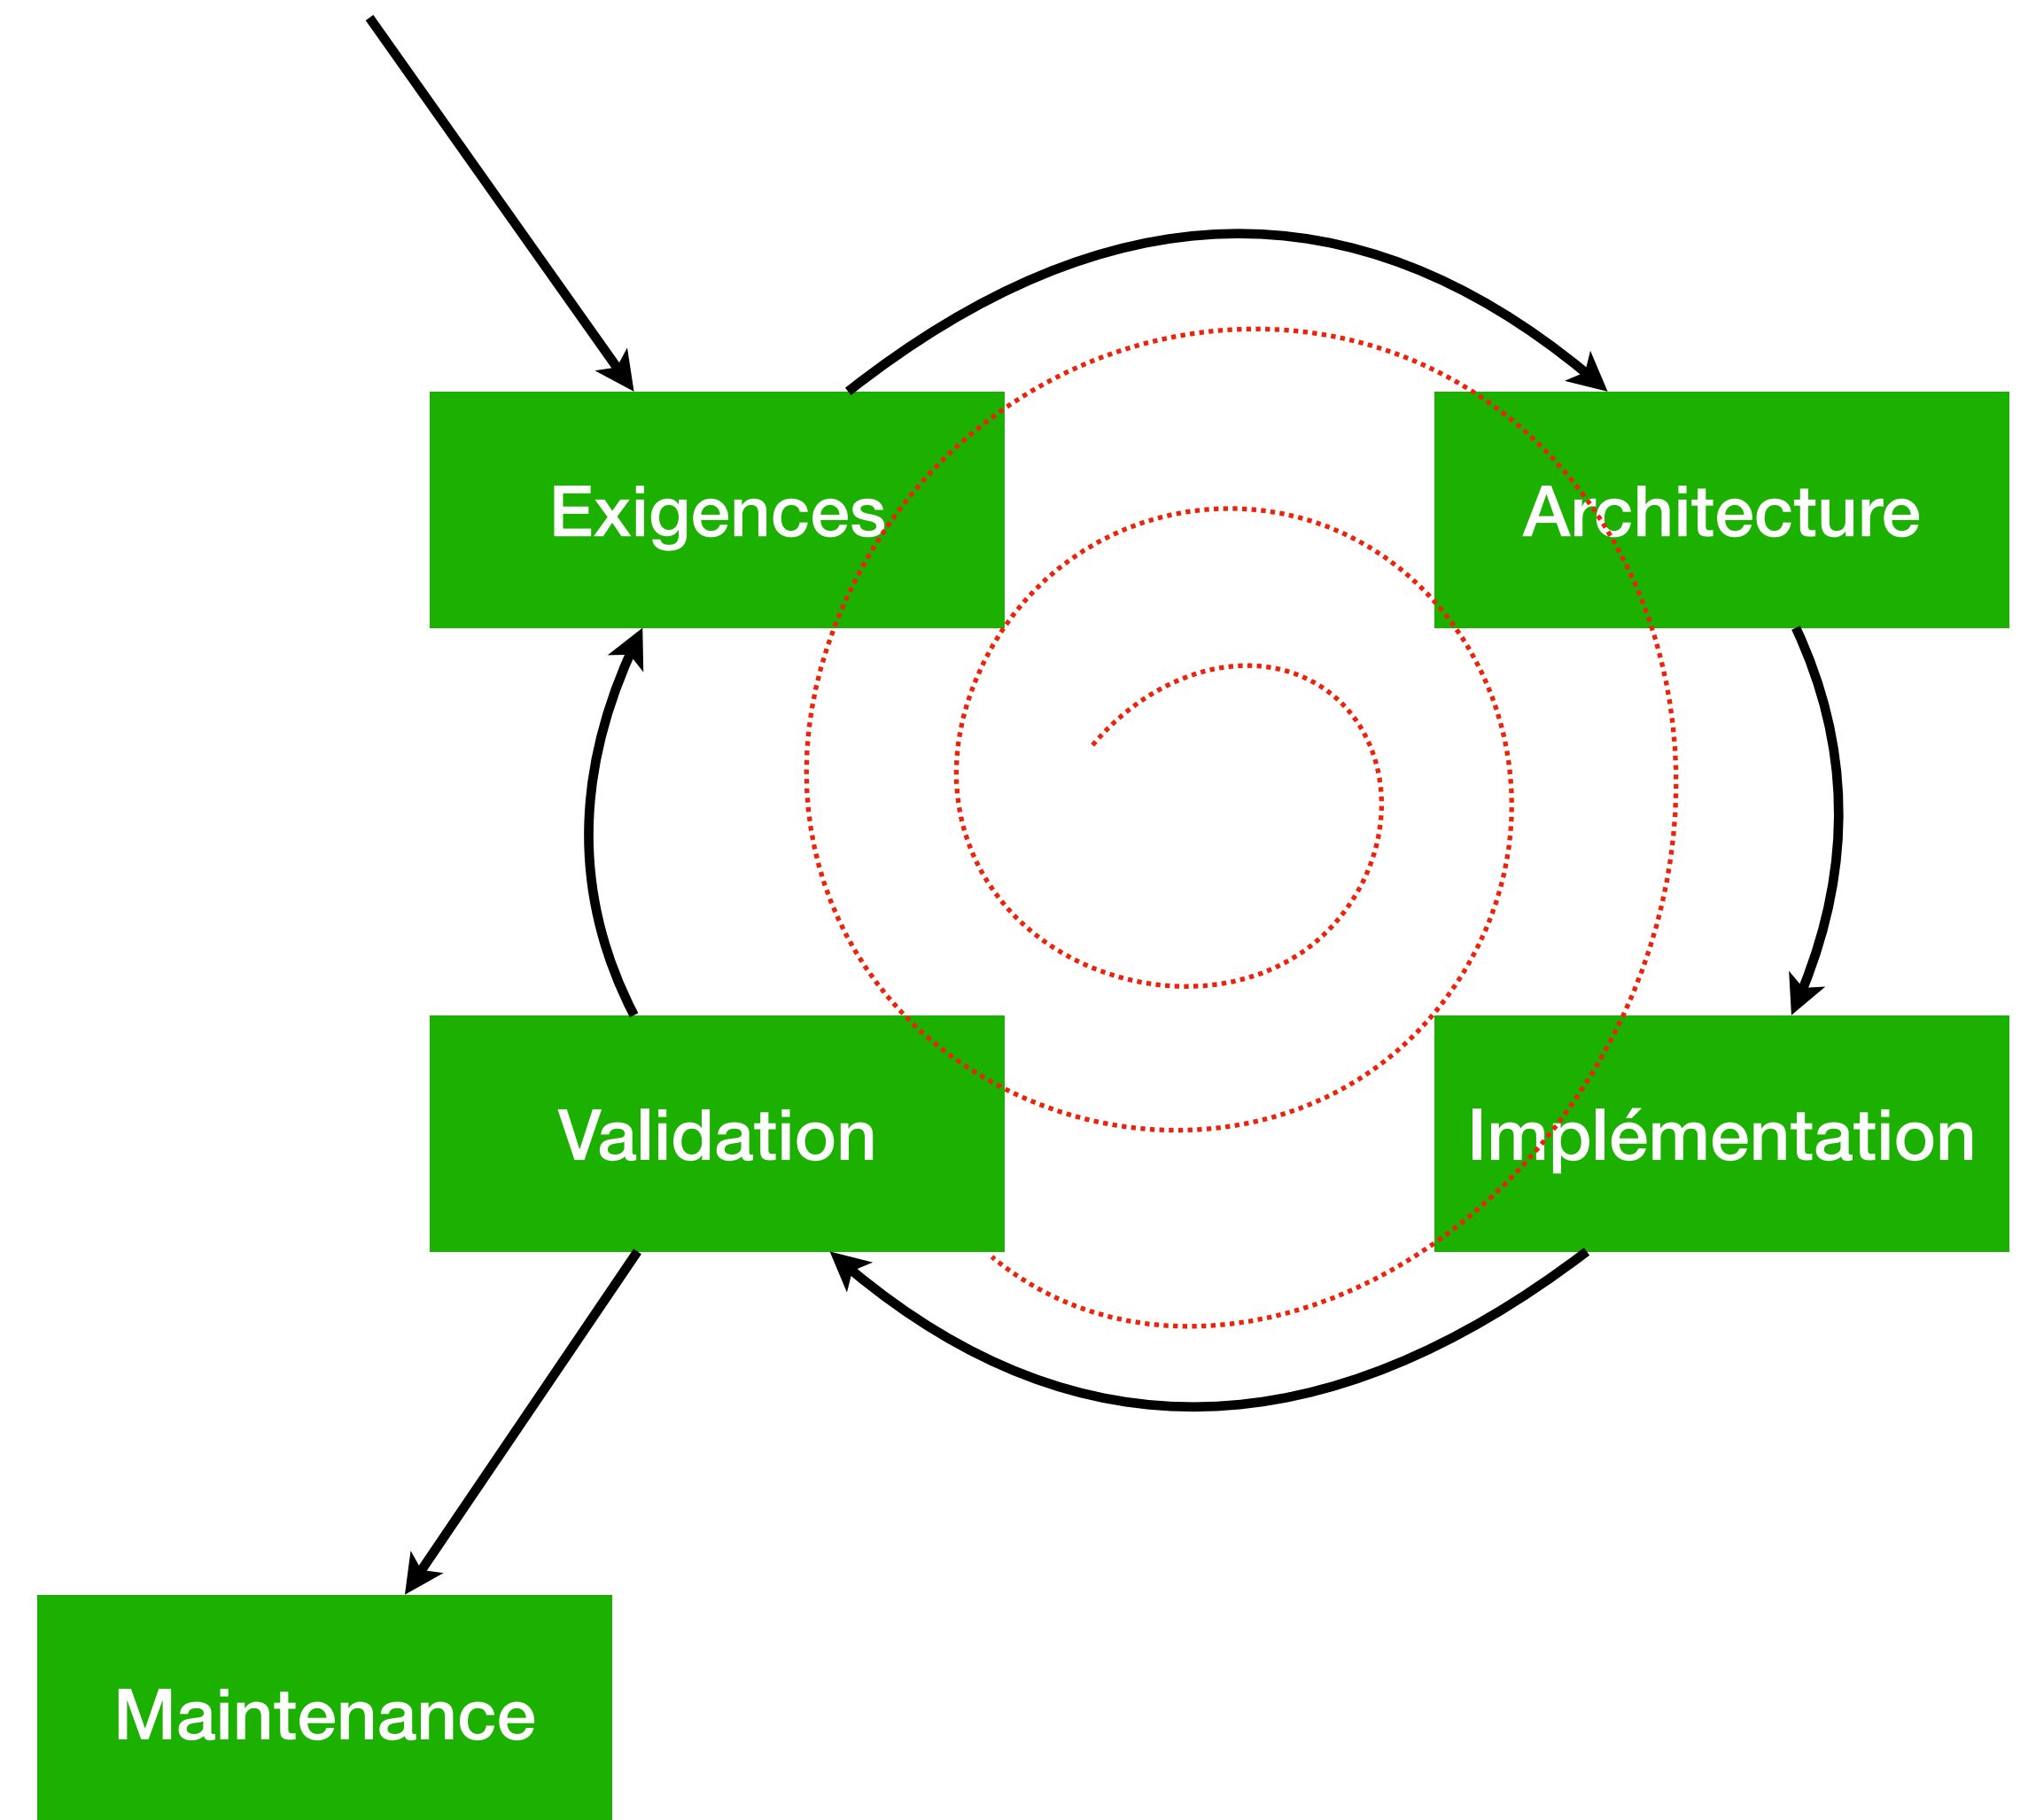 Exigences
Architecture
Validation
Implémentation
Maintenance